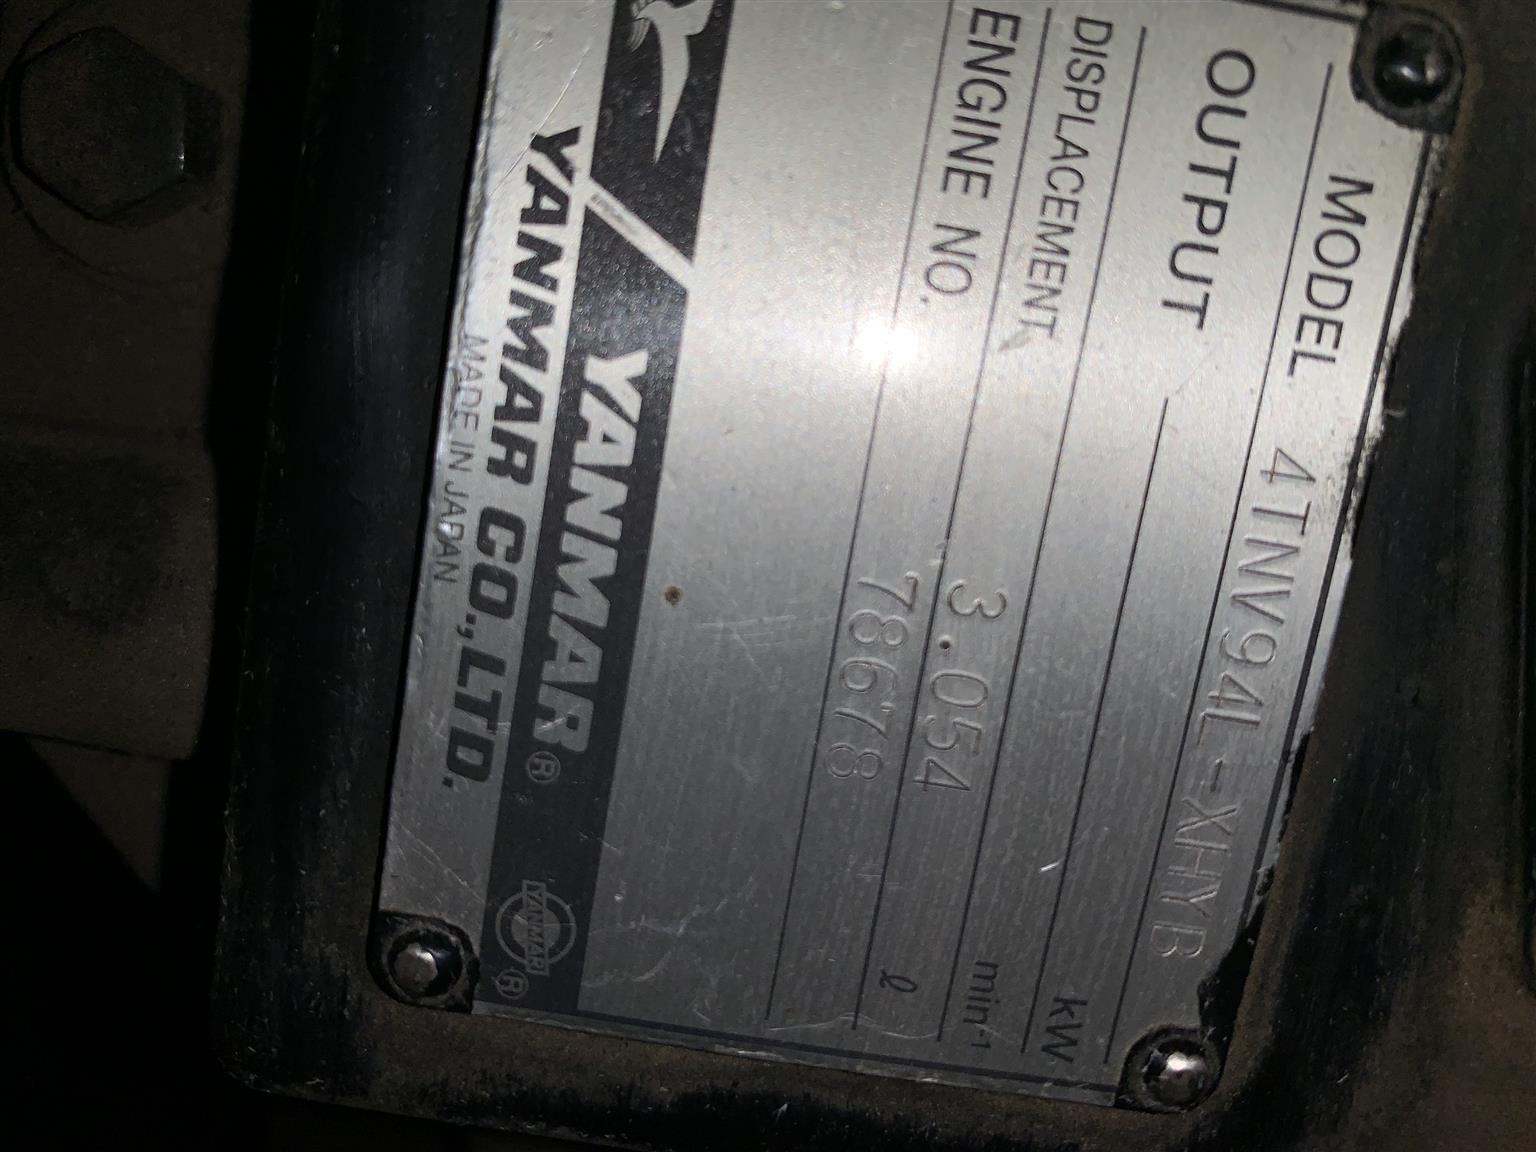 MODEL 4TNV94L-XHYB
OUTPUT kW
min-1
DISPLACEMENT 3.054 ℓ
ENGINE NO. 78678
YANMAR®
YANMAR ®
YANMAR CO.,LTD.
MADE IN JAPAN